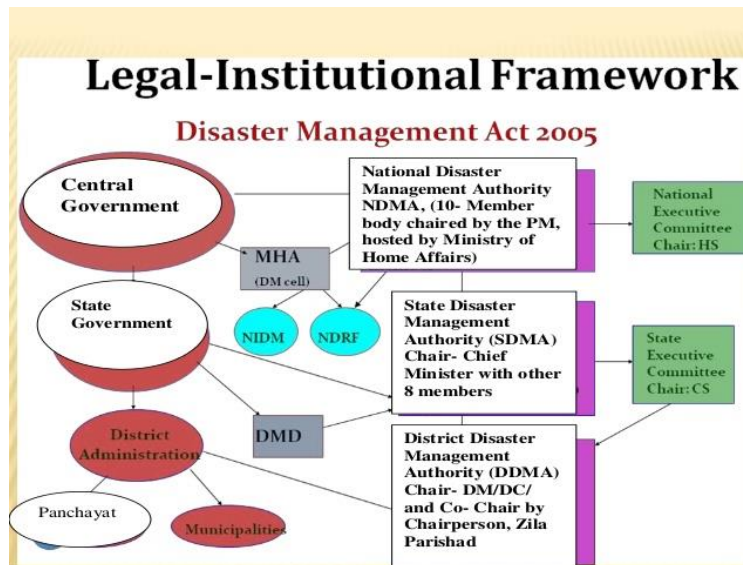 Legal-Institutional Framework
Disaster Management Act 2005
Central
Government
National Disaster
Management Authority
NDMA, (10- Member
body chaired by the PM,
hosted by Ministry of
Home Affairs)
National
Executive
Committee
Chair: HS
MHA
(DM cell)
NIDM
NDRF
State
Government
State Disaster
Management
Authority (SDMA)
Chair- Chief
Minister with other
8 members
State
Executive
Committee
Chair: CS
District
Administration
DMD
District Disaster
Management
Authority (DDMA)
Chair- DM/DC/
and Co- Chair by
Chairperson, Zila
Parishad
Panchayat
Municipalities